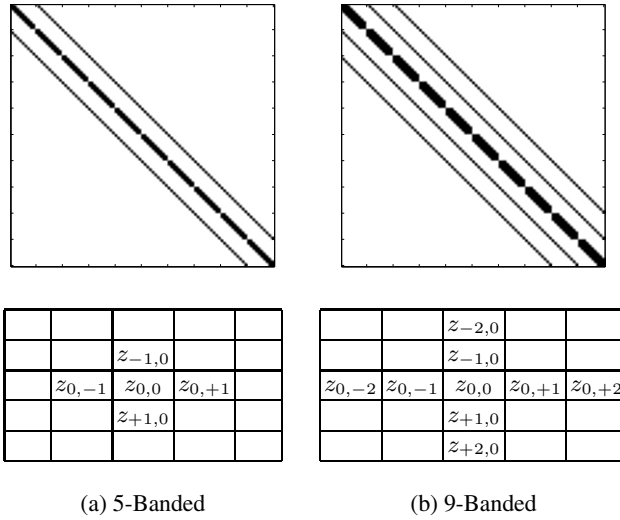 z₋₂,₀
z₋₁,₀ z₋₁,₀
z₀,₋₁ z₀,₀ z₀,₊₁ z₀,₋₂ z₀,₋₁ z₀,₀ z₀,₊₁ z₀,₊₂
z₊₁,₀ z₊₁,₀
z₊₂,₀
(a) 5-Banded (b) 9-Banded